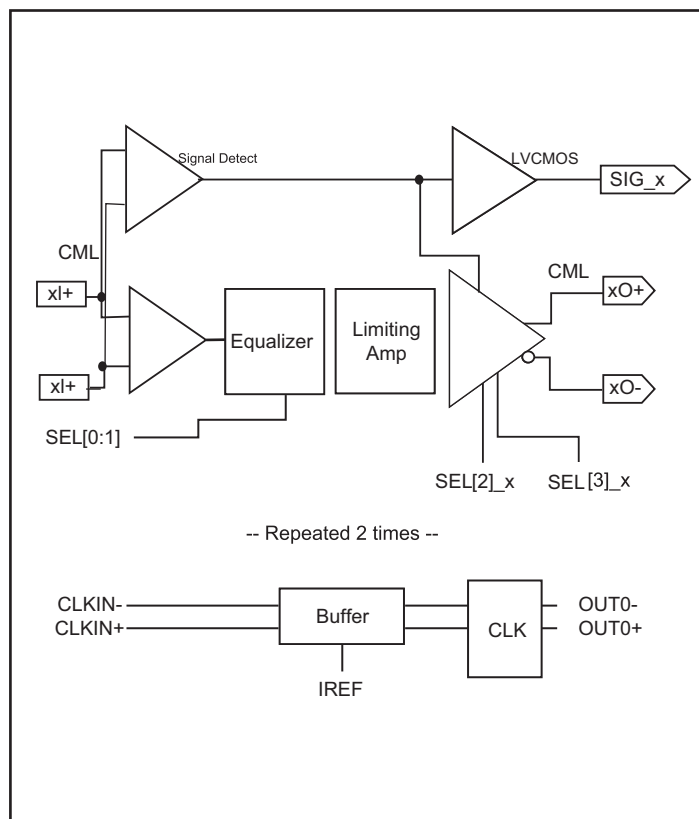 Signal Detect
LVCMOS
SIG_x
CML
CML
xI+
xO+
Equalizer
Limiting
Amp
xI+
xO-
SEL[0:1]
SEL[2]_x
SEL[3]_x
-- Repeated 2 times --
CLKIN-
CLKIN+
Buffer
CLK
OUT0-
OUT0+
IREF